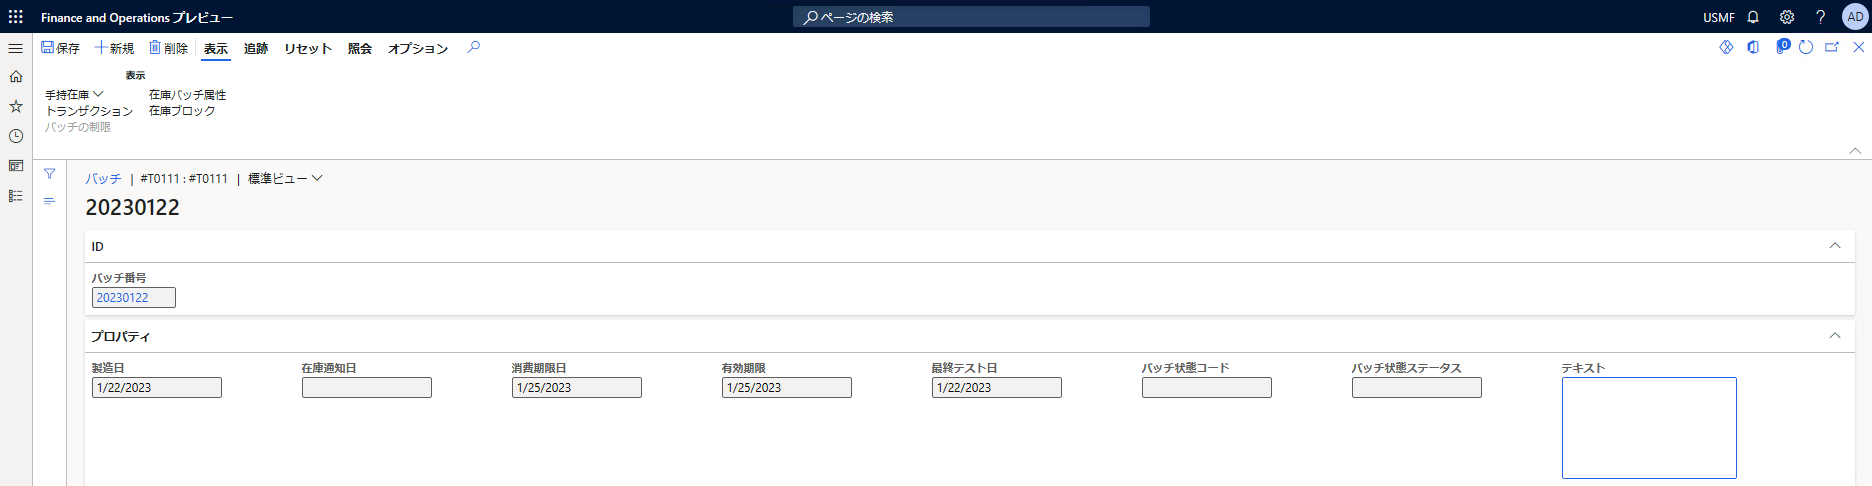 Finance and Operations プレビュー
ページの検索
USMF
AD
保存 新規 削除 表示 追跡 リセット 照会 オプション
0
表示
手持在庫 在庫バッチ属性
トランザクション 在庫ブロック
バッチの制限
バッチ | #T0111 : #T0111 | 標準ビュー
20230122
ID
バッチ番号
20230122
プロパティ
製造日 在庫通知日 消費期限日 有効期限 最終テスト日 バッチ状態コード バッチ状態ステータス テキスト
1/22/2023 1/25/2023 1/25/2023 1/22/2023